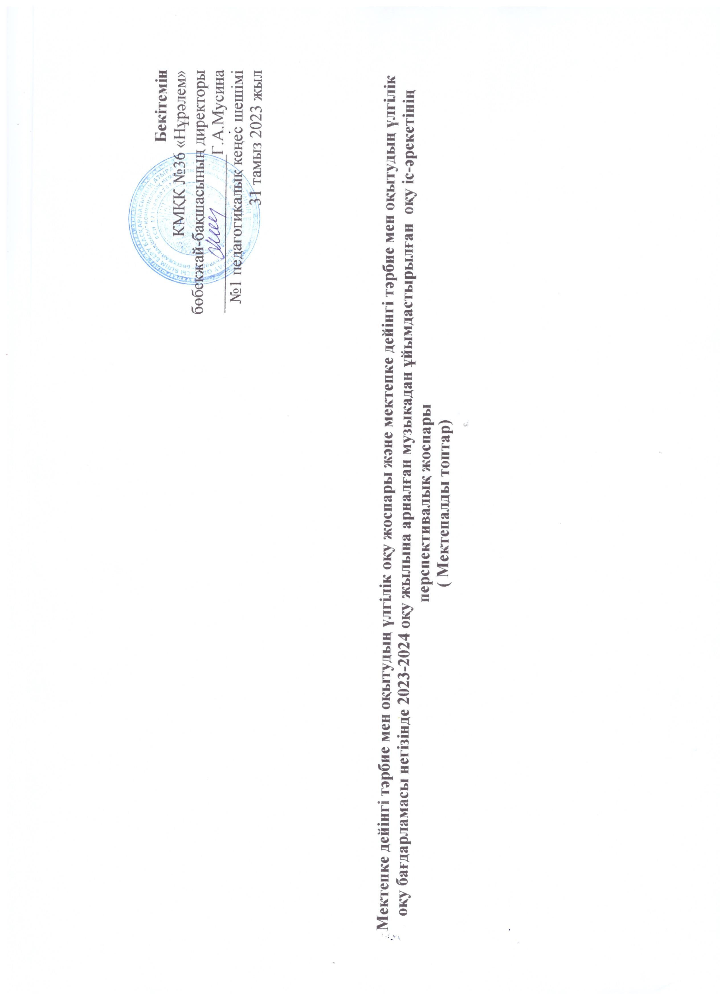 Бекітемін
КМҚК №36 «Нұрәлем»
бөбекжай-бақшасының директоры
Г.А.Мусина
№1 педагогикалық кеңес шешімі
31 тамыз 2023 жыл
Мектепке дейінгі тәрбие мен оқытудың үлгілік оқу жоспары және мектепке дейінгі тәрбие мен оқытудың үлгілік
оқу бағдарламасы негізінде 2023-2024 оқу жылына арналған музыкадан ұйымдастырылған оқу іс-әрекетінің
перспективалық жоспары
( Мектепалды топтар)